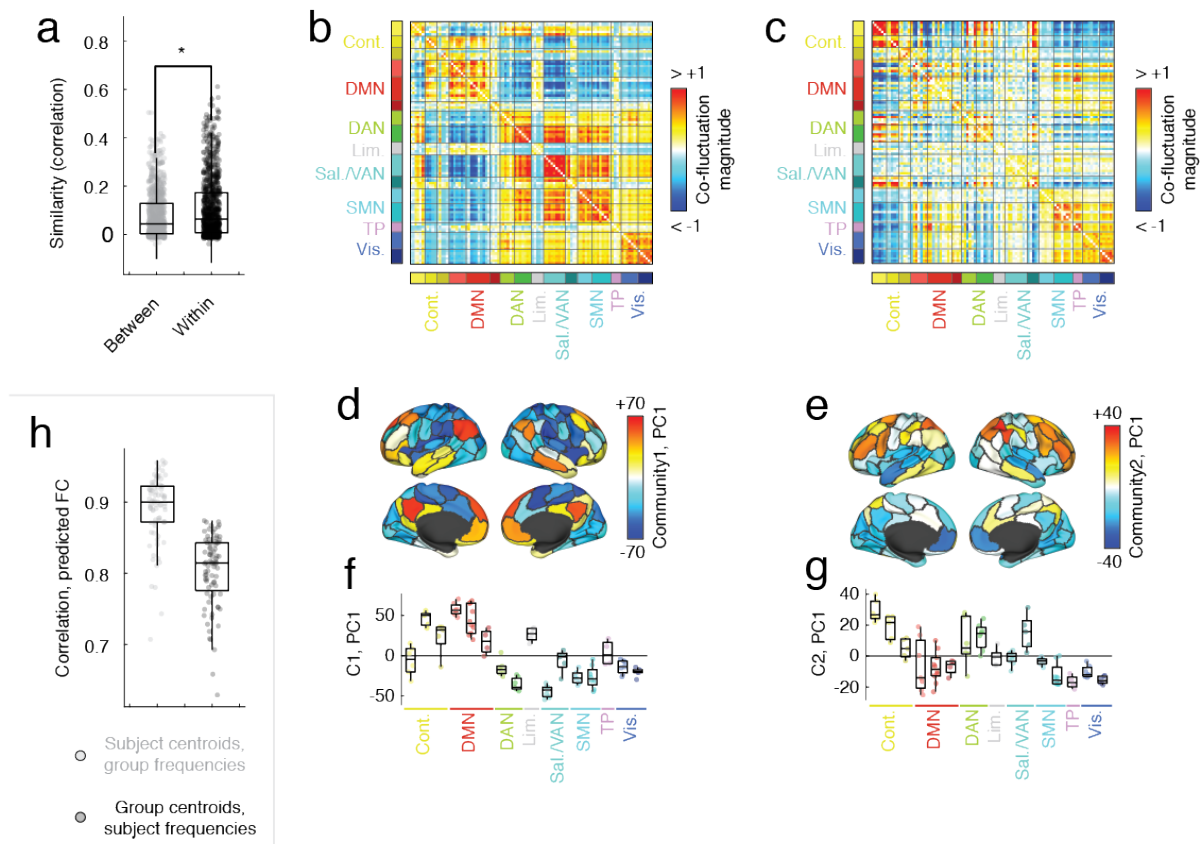 a
0.8
0.6
0.4
0.2
0
*
Similarity (correlation)
Between
Within
b
Cont.
DMN
DAN
Lim.
Sal./VAN
SMN
TP
Vis.
Cont.
DMN
DAN
Lim.
Sal./VAN
SMN
TP
Vis.
> +1
< -1
Co-fluctuation
magnitude
c
Cont.
DMN
DAN
Lim.
Sal./VAN
SMN
TP
Vis.
Cont.
DMN
DAN
Lim.
Sal./VAN
SMN
TP
Vis.
> +1
< -1
Co-fluctuation
magnitude
h
0.9
0.8
0.7
Correlation, predicted FC
Subject centroids,
group frequencies
Group centroids,
subject frequencies
d
+70
-70
Community1, PC1
e
+40
-40
Community2, PC1
f
50
0
-50
C1, PC1
Cont.
DMN
DAN
Lim.
Sal./VAN
SMN
TP
Vis.
g
40
20
0
-20
C2, PC1
Cont.
DMN
DAN
Lim.
Sal./VAN
SMN
TP
Vis.